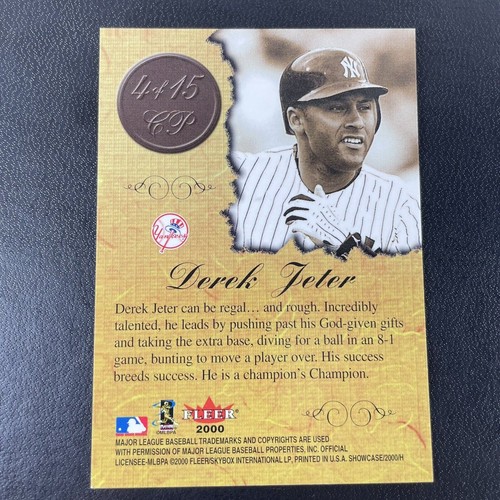 4 of 15
CP
NY
Yankees
Derek Jeter
Derek Jeter can be regal... and rough. Incredibly
talented, he leads by pushing past his God-given gifts
and taking the extra base, diving for a ball in an 8-1
game, bunting to move a player over. His success
breeds success. He is a champion's Champion.
FLEER
2000
©MLBPA
MAJOR LEAGUE BASEBALL TRADEMARKS AND COPYRIGHTS ARE USED
WITH PERMISSION OF MAJOR LEAGUE BASEBALL PROPERTIES, INC. OFFICIAL
LICENSEE-MLBPA ©2000 FLEER/SKYBOX INTERNATIONAL LP, PRINTED IN U.S.A. SHOWCASE/2000/H